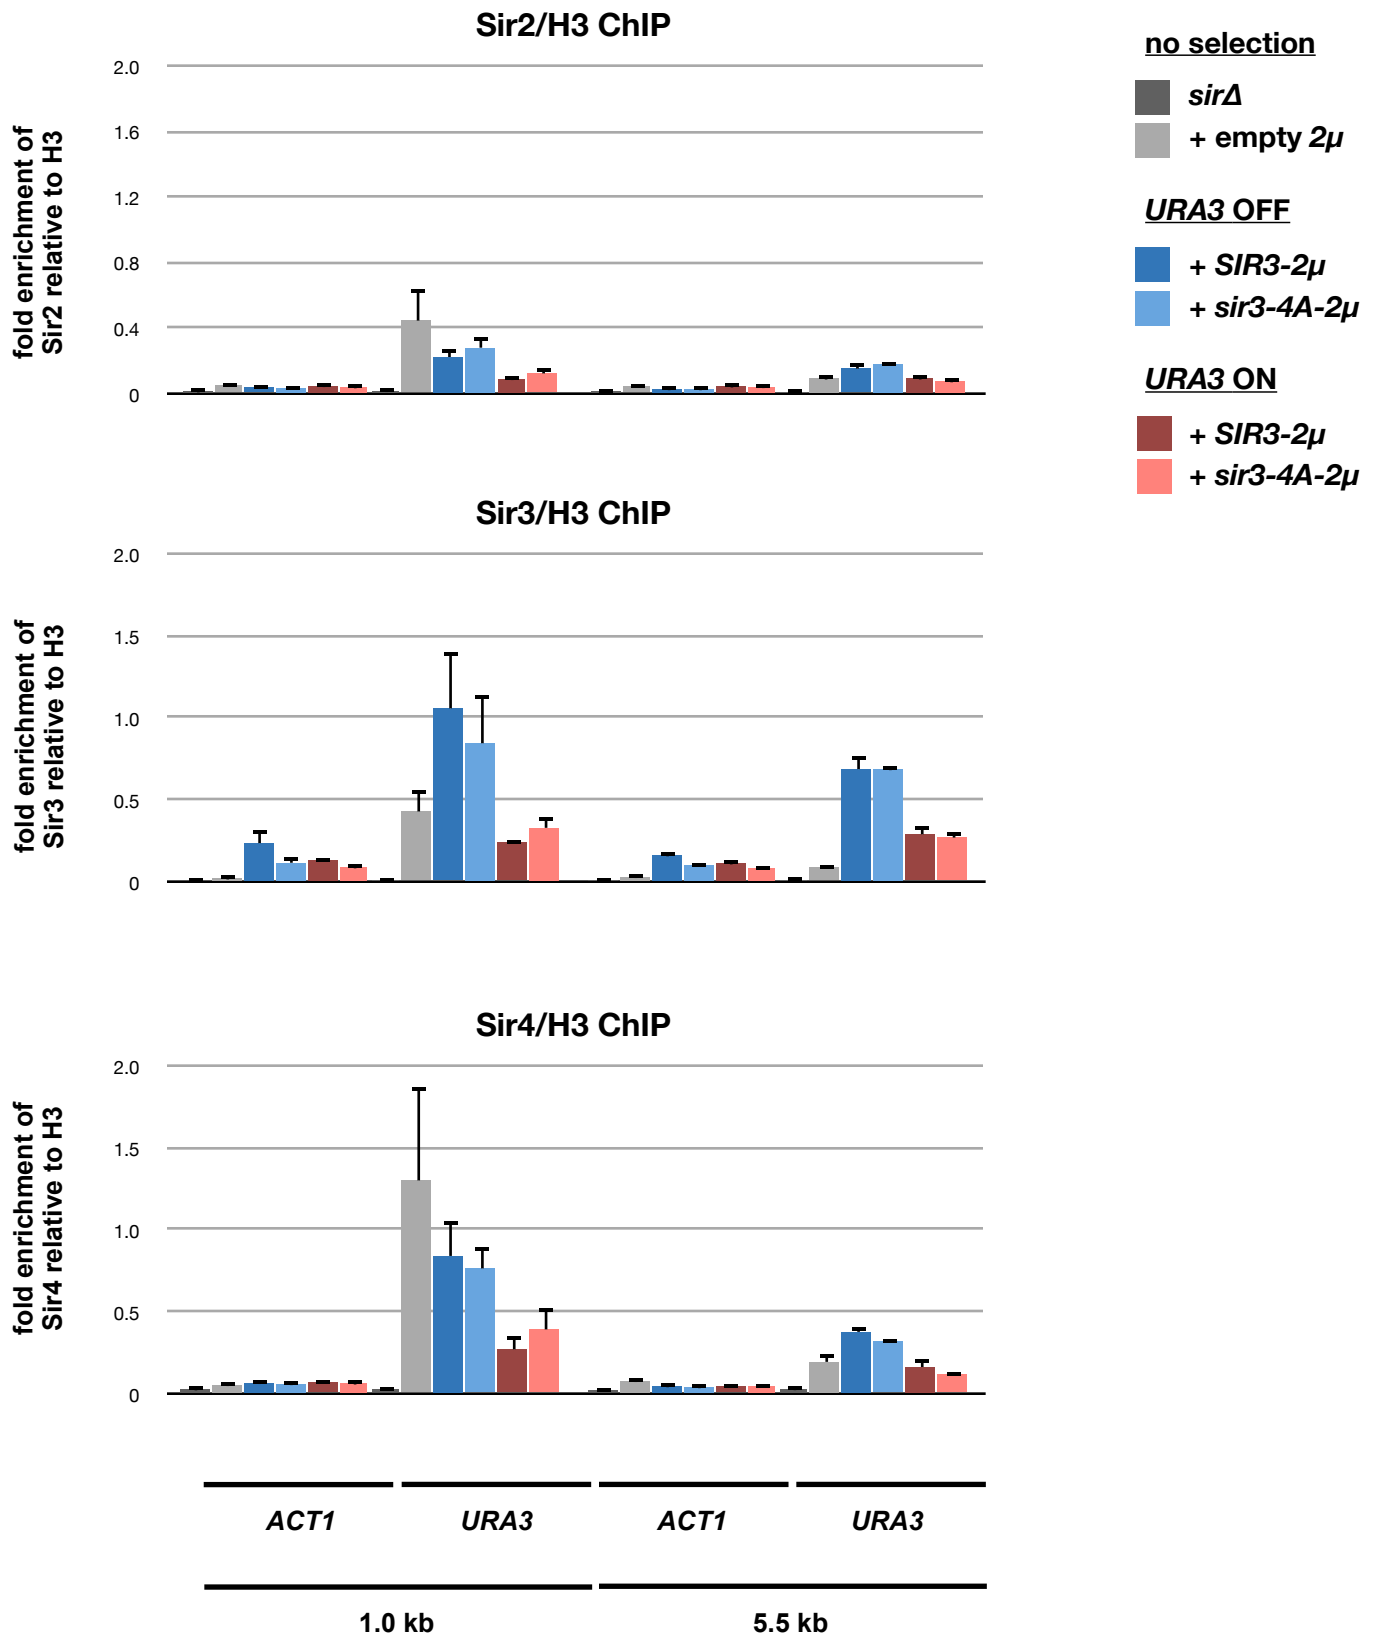 Sir2/H3 ChIP
fold enrichment of
Sir2 relative to H3
2.0
1.6
1.2
0.8
0.4
0
no selection
sirΔ
+ empty 2μ
URA3 OFF
+ SIR3-2μ
+ sir3-4A-2μ
URA3 ON
+ SIR3-2μ
+ sir3-4A-2μ
Sir3/H3 ChIP
fold enrichment of
Sir3 relative to H3
2.0
1.5
1.0
0.5
0
Sir4/H3 ChIP
fold enrichment of
Sir4 relative to H3
2.0
1.5
1.0
0.5
0
ACT1 URA3 ACT1 URA3
1.0 kb 5.5 kb